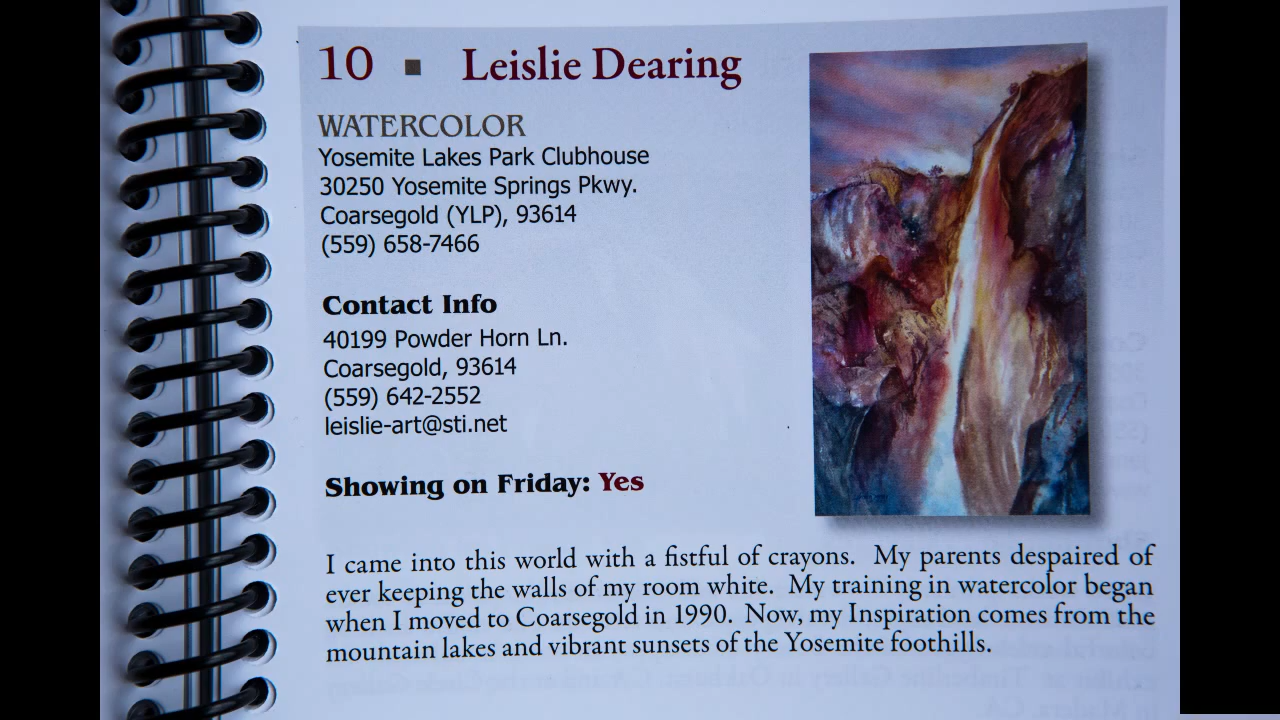 10 ■ Leislie Dearing
WATERCOLOR
Yosemite Lakes Park Clubhouse
30250 Yosemite Springs Pkwy.
Coarsegold (YLP), 93614
(559) 658-7466
Contact Info
40199 Powder Horn Ln.
Coarsegold, 93614
(559) 642-2552
leislie-art@sti.net
Showing on Friday: Yes
I came into this world with a fistful of crayons. My parents despaired of
ever keeping the walls of my room white. My training in watercolor began
when I moved to Coarsegold in 1990. Now, my Inspiration comes from the
mountain lakes and vibrant sunsets of the Yosemite foothills.